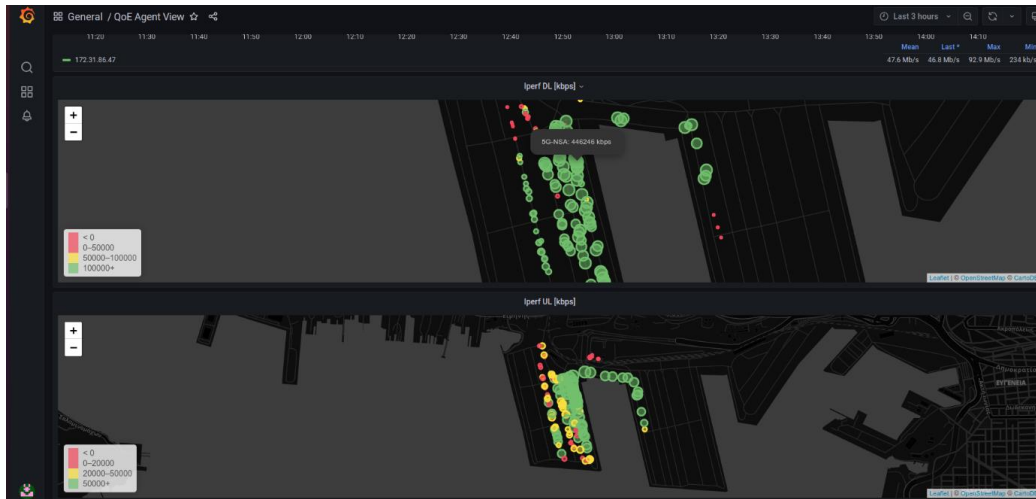 General / QoE Agent View
Last 3 hours
11:20 11:30 11:40 11:50 12:00 12:10 12:20 12:30 12:40 12:50 13:00 13:10 13:20 13:30 13:40 13:50 14:00 14:10
Mean Last * Max Min
172.31.86.47 47.6 Mb/s 46.8 Mb/s 92.9 Mb/s 234 kb/s
Iperf DL [kbps]
+
−
5G-NSA: 446246 kbps
< 0
0–50000
50000–100000
100000+
Leaflet | © OpenStreetMap © CartoDB
Iperf UL [kbps]
+
−
ΕΥΓΕΝΕΙΑ
< 0
0–20000
20000–50000
50000+
Leaflet | © OpenStreetMap © CartoDB